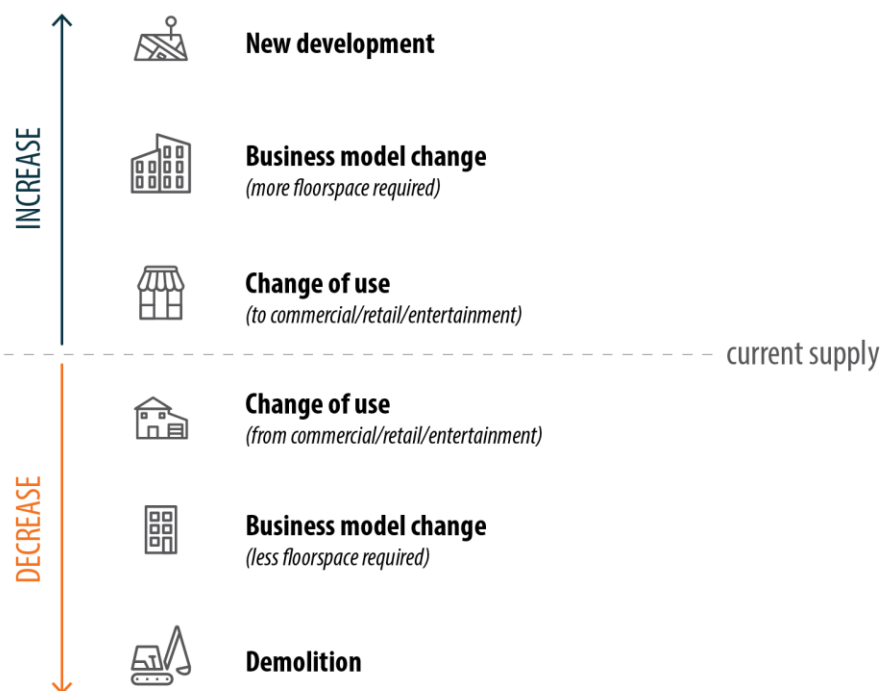 INCREASE
New development
Business model change
(more floorspace required)
Change of use
(to commercial/retail/entertainment)
current supply
DECREASE
Change of use
(from commercial/retail/entertainment)
Business model change
(less floorspace required)
Demolition